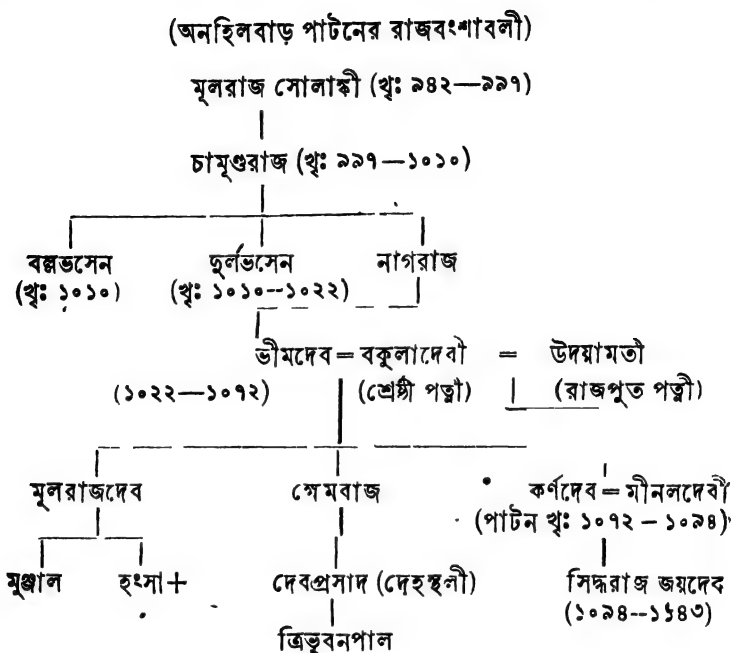 (অনহিলবাড় পাটনের রাজবংশাবলী)
মূলরাজ সোলাঙ্কী (খৃঃ ৯৪২—৯৯৭)
চামুণ্ডরাজ (খৃঃ ৯৯৭—১০১০)
বল্লভসেন দুর্লভসেন নাগরাজ
(খৃঃ ১০১০) (খৃঃ ১০১০--১০২২)
ভীমদেব = বকুলাদেবী = উদয়ামতী
(১০২২—১০৭২) (শ্রেষ্ঠী পত্নী) (রাজপুত পত্নী)
মূলরাজদেব ক্ষেমরাজ কর্ণদেব = মীনলদেবী
(পাটন খৃঃ ১০৭২ – ১০৯৪)
মুঞ্জাল হংসা+ দেবপ্রসাদ (দেহস্থলী) সিদ্ধরাজ জয়দেব
(১০৯৪--১১৪৩)
ত্রিভুবনপাল